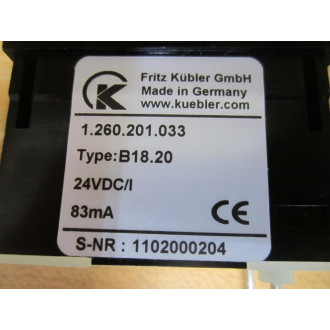 Fritz Kübler GmbH
Made in Germany
www.kuebler.com
1.260.201.033
Type:B18.20
24VDC/I
83mA
CE
S-NR : 1102000204